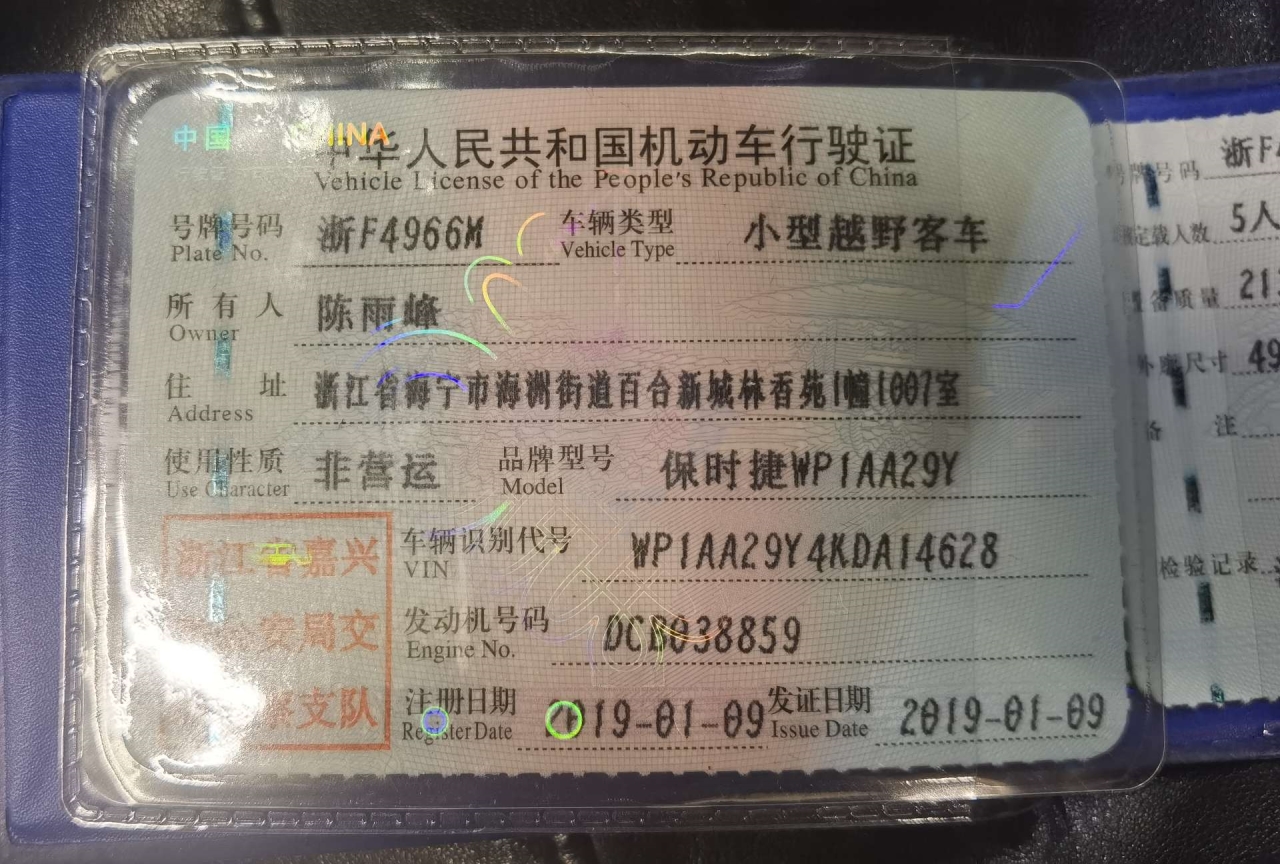 中国 CHINA
中华人民共和国机动车行驶证
Vehicle License of the People's Republic of China
号牌号码 浙F4966M 车辆类型 小型越野客车
Plate No. Vehicle Type
所有人 陈雨峰
Owner
住址 浙江省海宁市海洲街道百合新城林香苑1幢1007室
Address
使用性质 非营运 品牌型号 保时捷WP1AA29Y
Use Character Model
浙江省嘉兴 车辆识别代号 WP1AA29Y4KDA14628
VIN
安局交 发动机号码 DCB038859
Engine No.
察支队 注册日期 2019-01-09 发证日期 2019-01-09
Register Date Issue Date
号牌号码 浙F
定载人数 5人
备质量 21
外廓尺寸 49
备注
检验记录